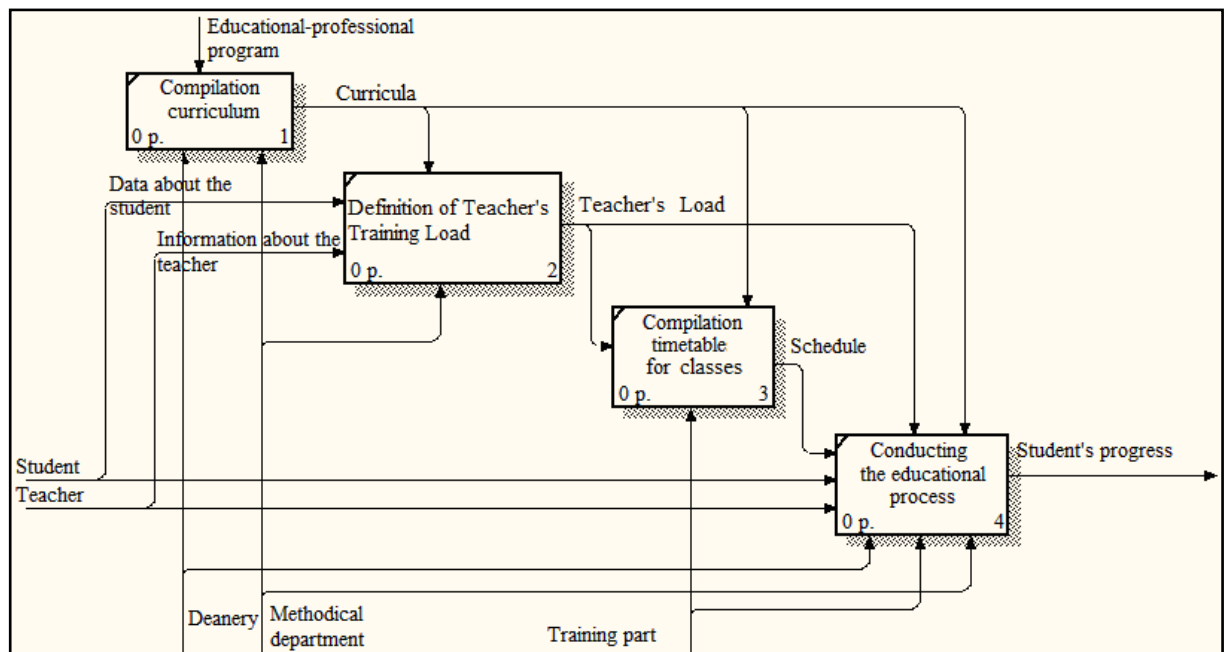 Educational-professional
program
Compilation
curriculum
0 p. 1
Curricula
Data about the
student
Definition of Teacher's
Training Load
0 p. 2
Teacher's Load
Information about the
teacher
Compilation
timetable
for classes
0 p. 3
Schedule
Conducting
the educational
process
0 p. 4
Student's progress
Student
Teacher
Deanery
Methodical
department
Training part